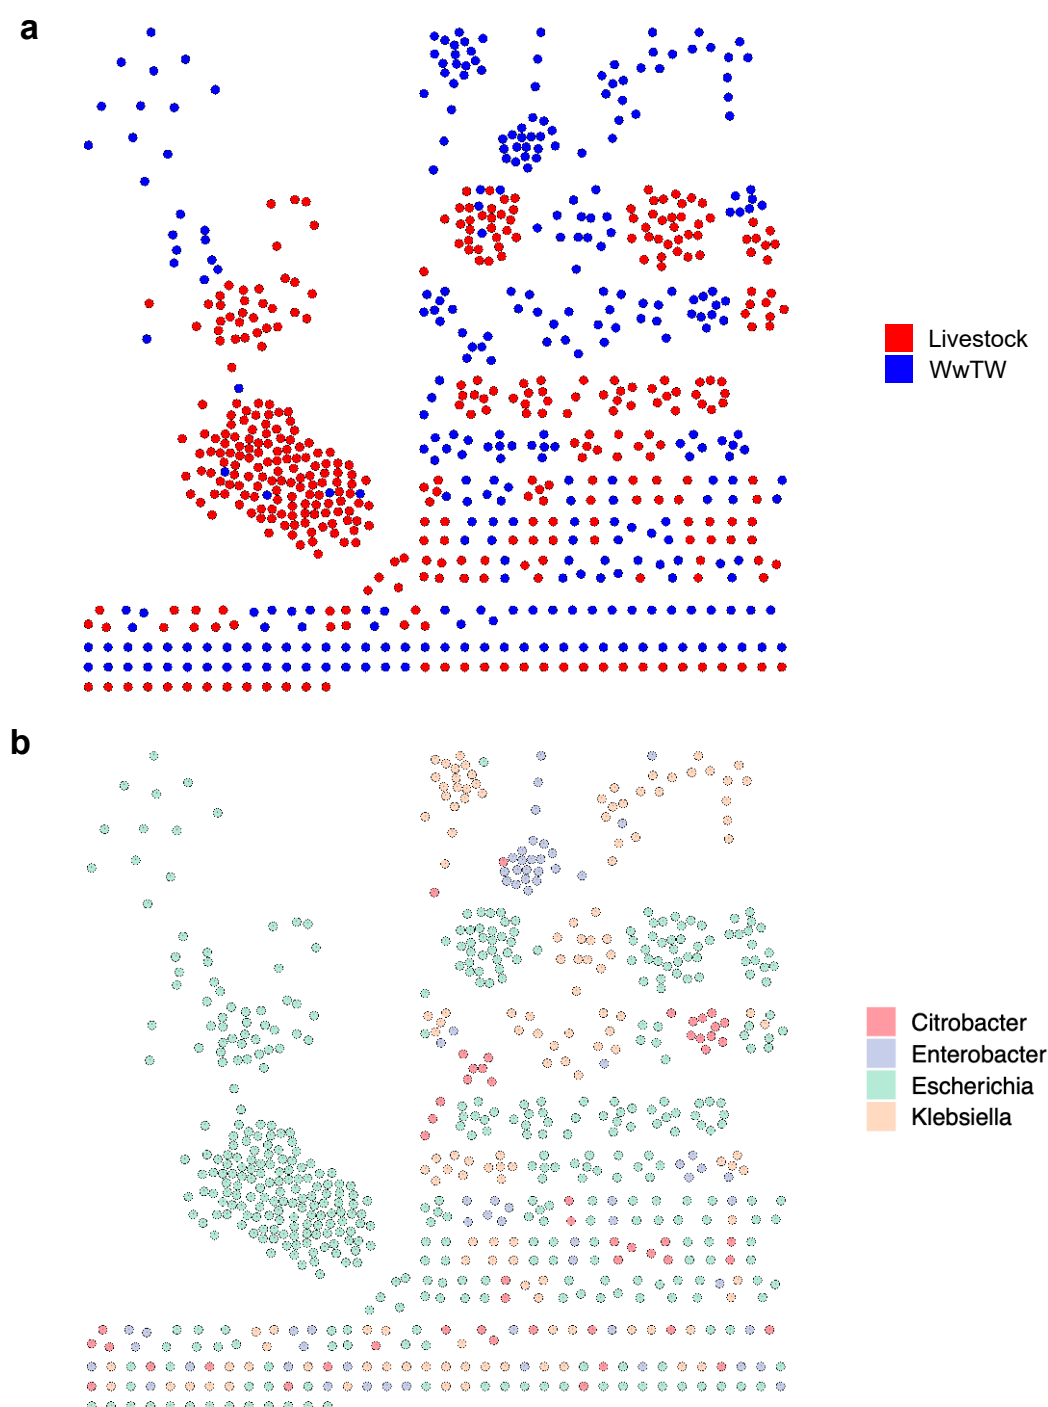 a
Livestock
WwTW
b
Citrobacter
Enterobacter
Escherichia
Klebsiella